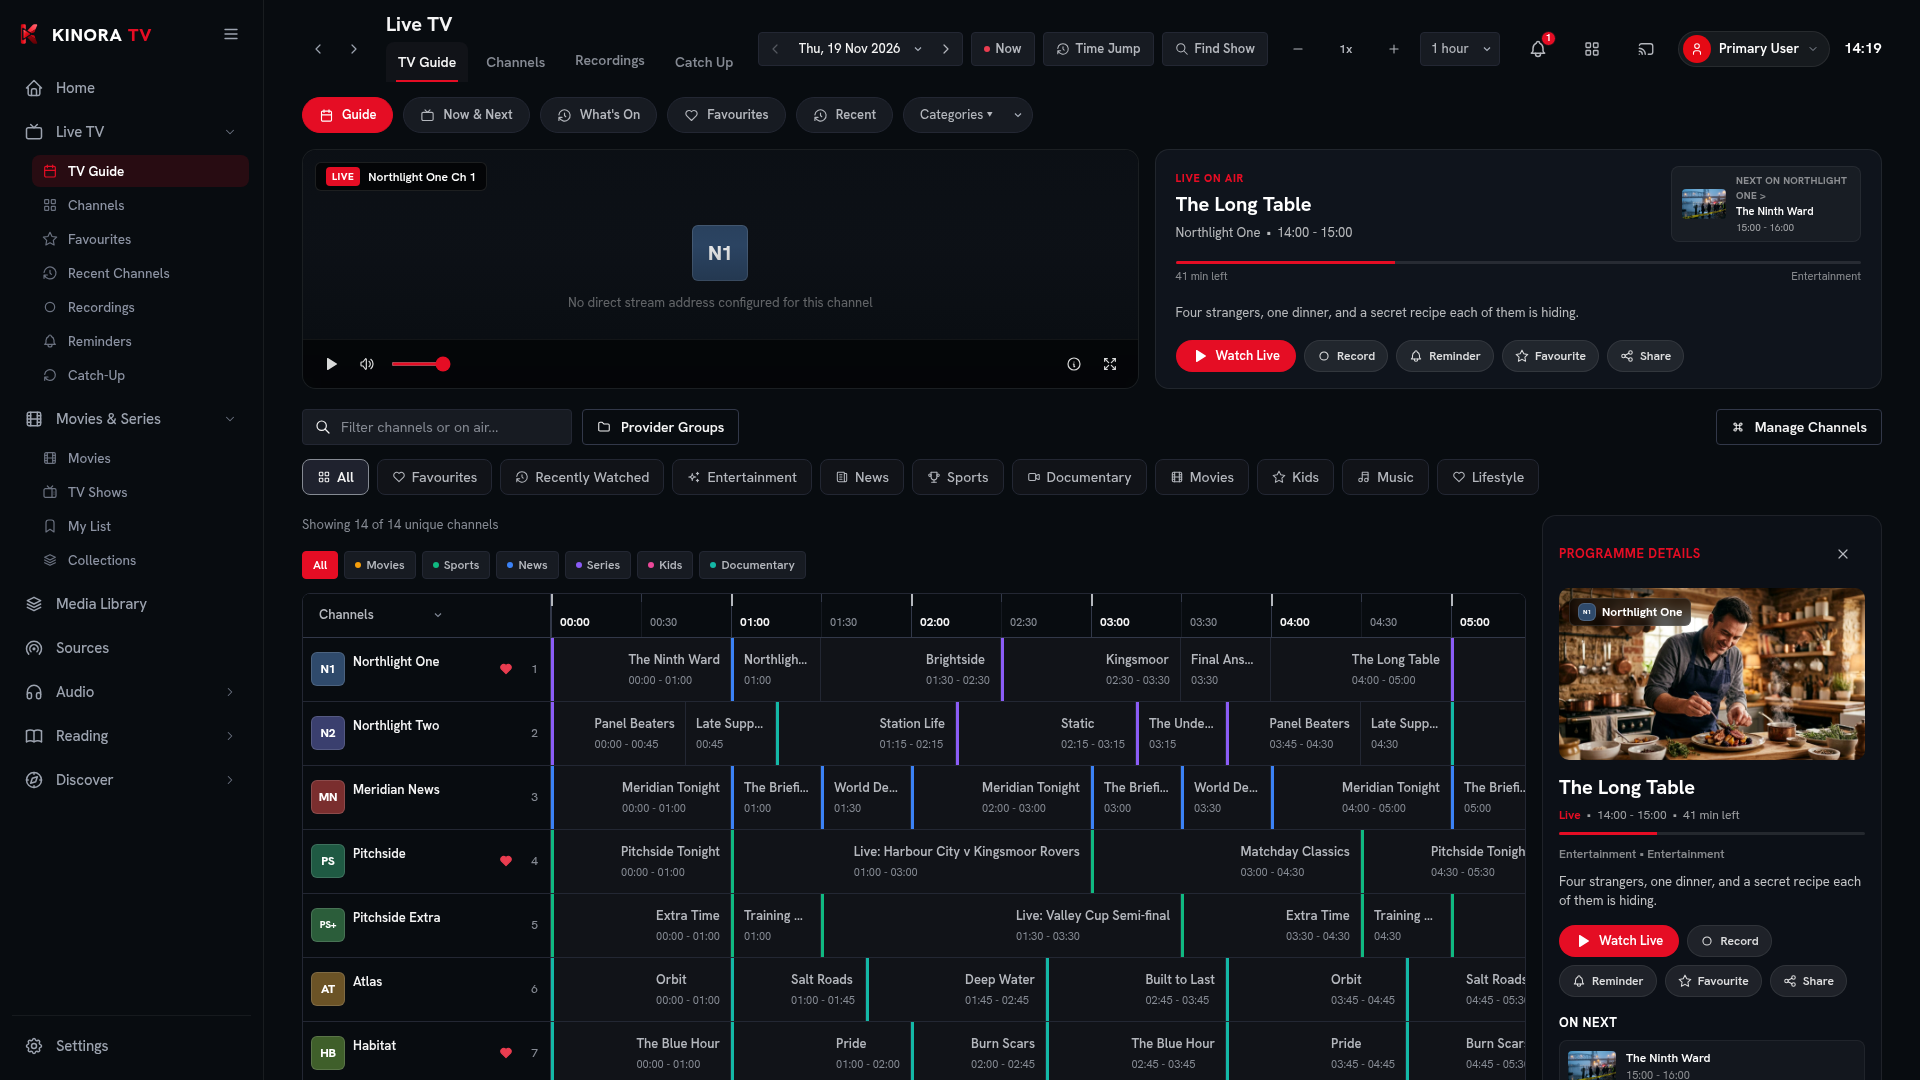 KINORA TV
Home
Live TV
TV Guide
Channels
Favourites
Recent Channels
Recordings
Reminders
Catch-Up
Movies & Series
Movies
TV Shows
My List
Collections
Media Library
Sources
Audio
Reading
Discover
Settings
Live TV
TV Guide
Channels
Recordings
Catch Up
Thu, 19 Nov 2026
Now
Time Jump
Find Show
1x
1 hour
1
Primary User
14:19
Guide
Now & Next
What's On
Favourites
Recent
Categories
LIVE Northlight One Ch 1
N1
No direct stream address configured for this channel
LIVE ON AIR
The Long Table
Northlight One • 14:00 - 15:00
NEXT ON NORTHLIGHT
ONE >
The Ninth Ward
15:00 - 16:00
41 min left
Entertainment
Four strangers, one dinner, and a secret recipe each of them is hiding.
Watch Live
Record
Reminder
Favourite
Share
Filter channels or on air...
Provider Groups
Manage Channels
All
Favourites
Recently Watched
Entertainment
News
Sports
Documentary
Movies
Kids
Music
Lifestyle
Showing 14 of 14 unique channels
All
Movies
Sports
News
Series
Kids
Documentary
Channels
00:00
00:30
01:00
01:30
02:00
02:30
03:00
03:30
04:00
04:30
05:00
N1
Northlight One
1
The Ninth Ward
00:00 - 01:00
Northligh...
01:00
Brightside
01:30 - 02:30
Kingsmoor
02:30 - 03:30
Final Ans...
03:30
The Long Table
04:00 - 05:00
N2
Northlight Two
2
Panel Beaters
00:00 - 00:45
Late Supp...
00:45
Station Life
01:15 - 02:15
Static
02:15 - 03:15
The Unde...
03:15
Panel Beaters
03:45 - 04:30
Late Supp...
04:30
MN
Meridian News
3
Meridian Tonight
00:00 - 01:00
The Briefi...
01:00
World De...
01:30
Meridian Tonight
02:00 - 03:00
The Briefi...
03:00
World De...
03:30
Meridian Tonight
04:00 - 05:00
The Briefi...
05:00
PS
Pitchside
4
Pitchside Tonight
00:00 - 01:00
Live: Harbour City v Kingsmoor Rovers
01:00 - 03:00
Matchday Classics
03:00 - 04:30
Pitchside Tonigh
04:30 - 05:30
PS+
Pitchside Extra
5
Extra Time
00:00 - 01:00
Training ...
01:00
Live: Valley Cup Semi-final
01:30 - 03:30
Extra Time
03:30 - 04:30
Training ...
04:30
AT
Atlas
6
Orbit
00:00 - 01:00
Salt Roads
01:00 - 01:45
Deep Water
01:45 - 02:45
Built to Last
02:45 - 03:45
Orbit
03:45 - 04:45
Salt Roads
04:45 - 05:30
HB
Habitat
7
The Blue Hour
00:00 - 01:00
Pride
01:00 - 02:00
Burn Scars
02:00 - 02:45
The Blue Hour
02:45 - 03:45
Pride
03:45 - 04:45
Burn Scars
04:45 - 05:30
PROGRAMME DETAILS
N1 Northlight One
The Long Table
Live • 14:00 - 15:00 • 41 min left
Entertainment • Entertainment
Four strangers, one dinner, and a secret recipe each
of them is hiding.
Watch Live
Record
Reminder
Favourite
Share
ON NEXT
The Ninth Ward
15:00 - 16:00